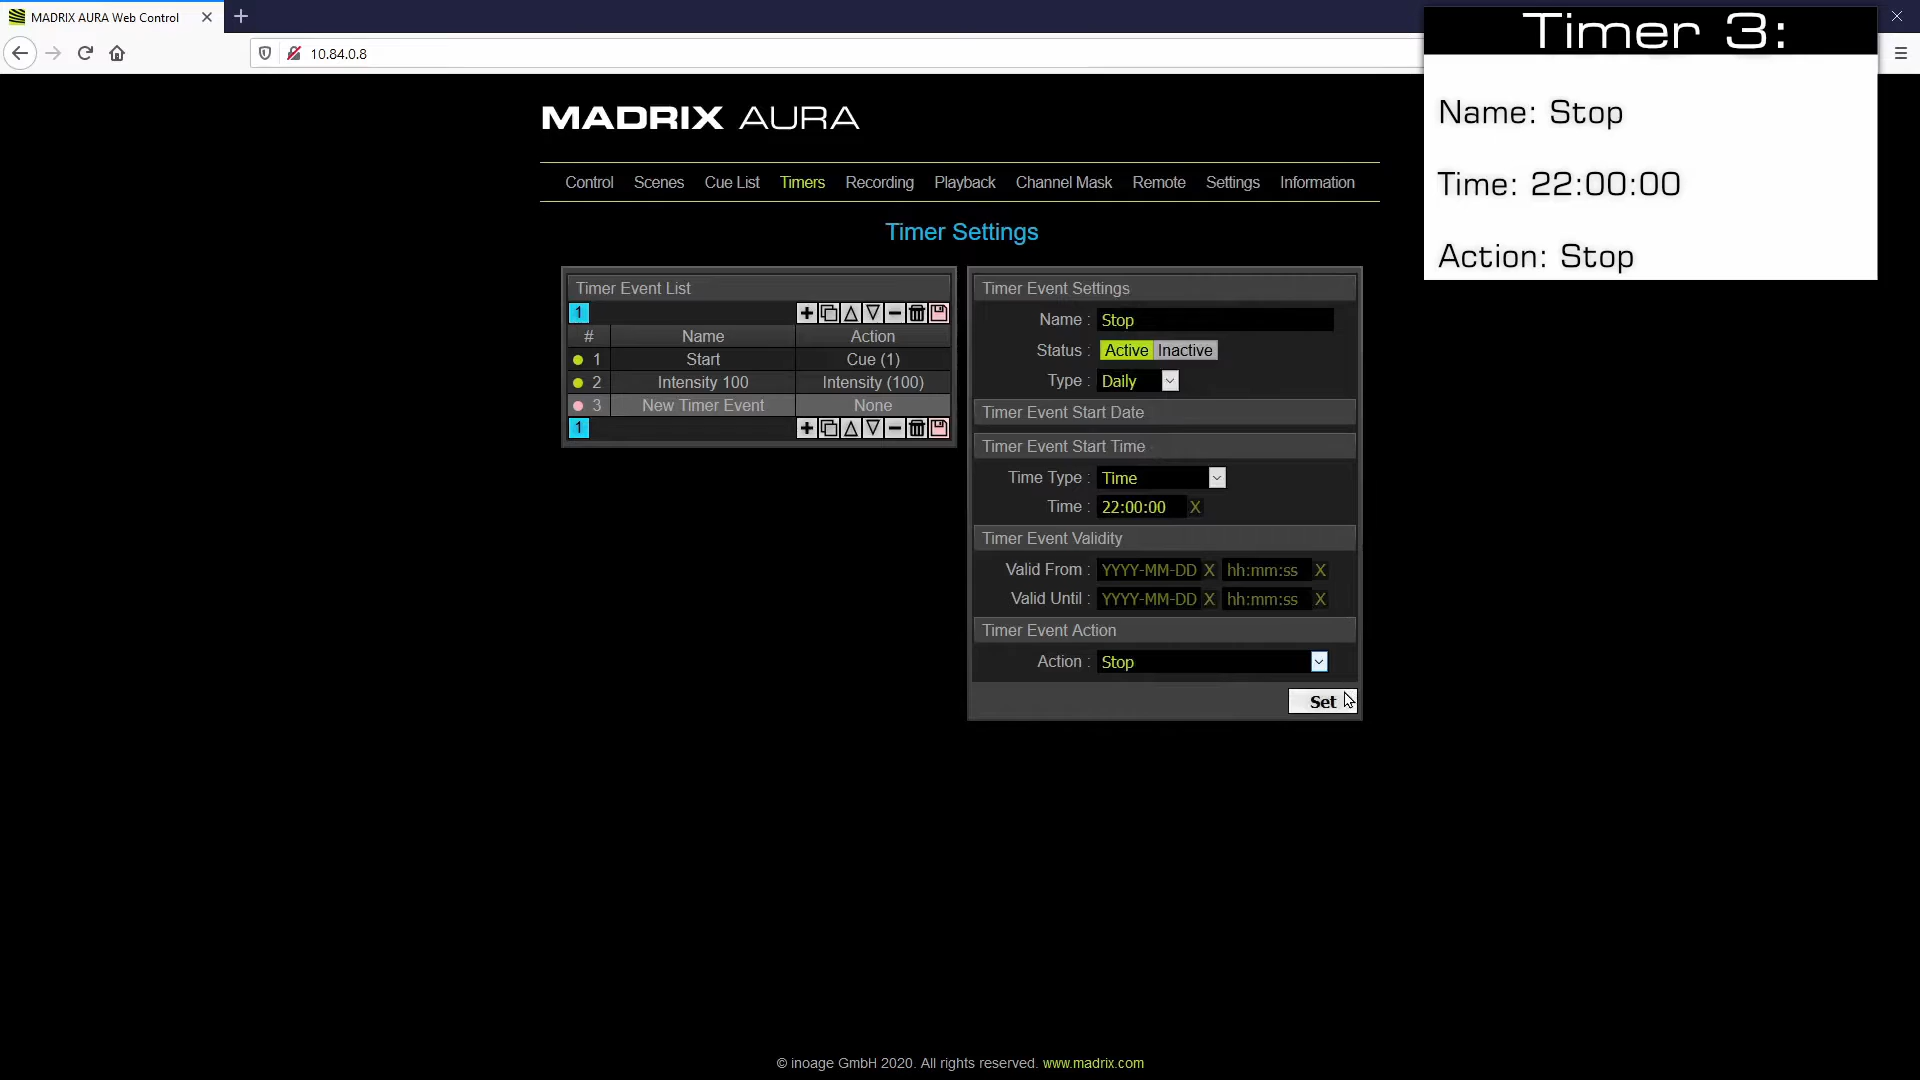 MADRIX AURA Web Control
10.84.0.8
Timer 3:
Name: Stop
Time: 22:00:00
Action: Stop
MADRIX AURA
Control Scenes Cue List Timers Recording Playback Channel Mask Remote Settings Information
Timer Settings
Timer Event List
1
# Name Action
1 Start Cue (1)
2 Intensity 100 Intensity (100)
3 New Timer Event None
1
Timer Event Settings
Name : Stop
Status : Active Inactive
Type : Daily
Timer Event Start Date
Timer Event Start Time
Time Type : Time
Time : 22:00:00 X
Timer Event Validity
Valid From : YYYY-MM-DD X hh:mm:ss X
Valid Until : YYYY-MM-DD X hh:mm:ss X
Timer Event Action
Action : Stop
Set
© inoage GmbH 2020. All rights reserved. www.madrix.com